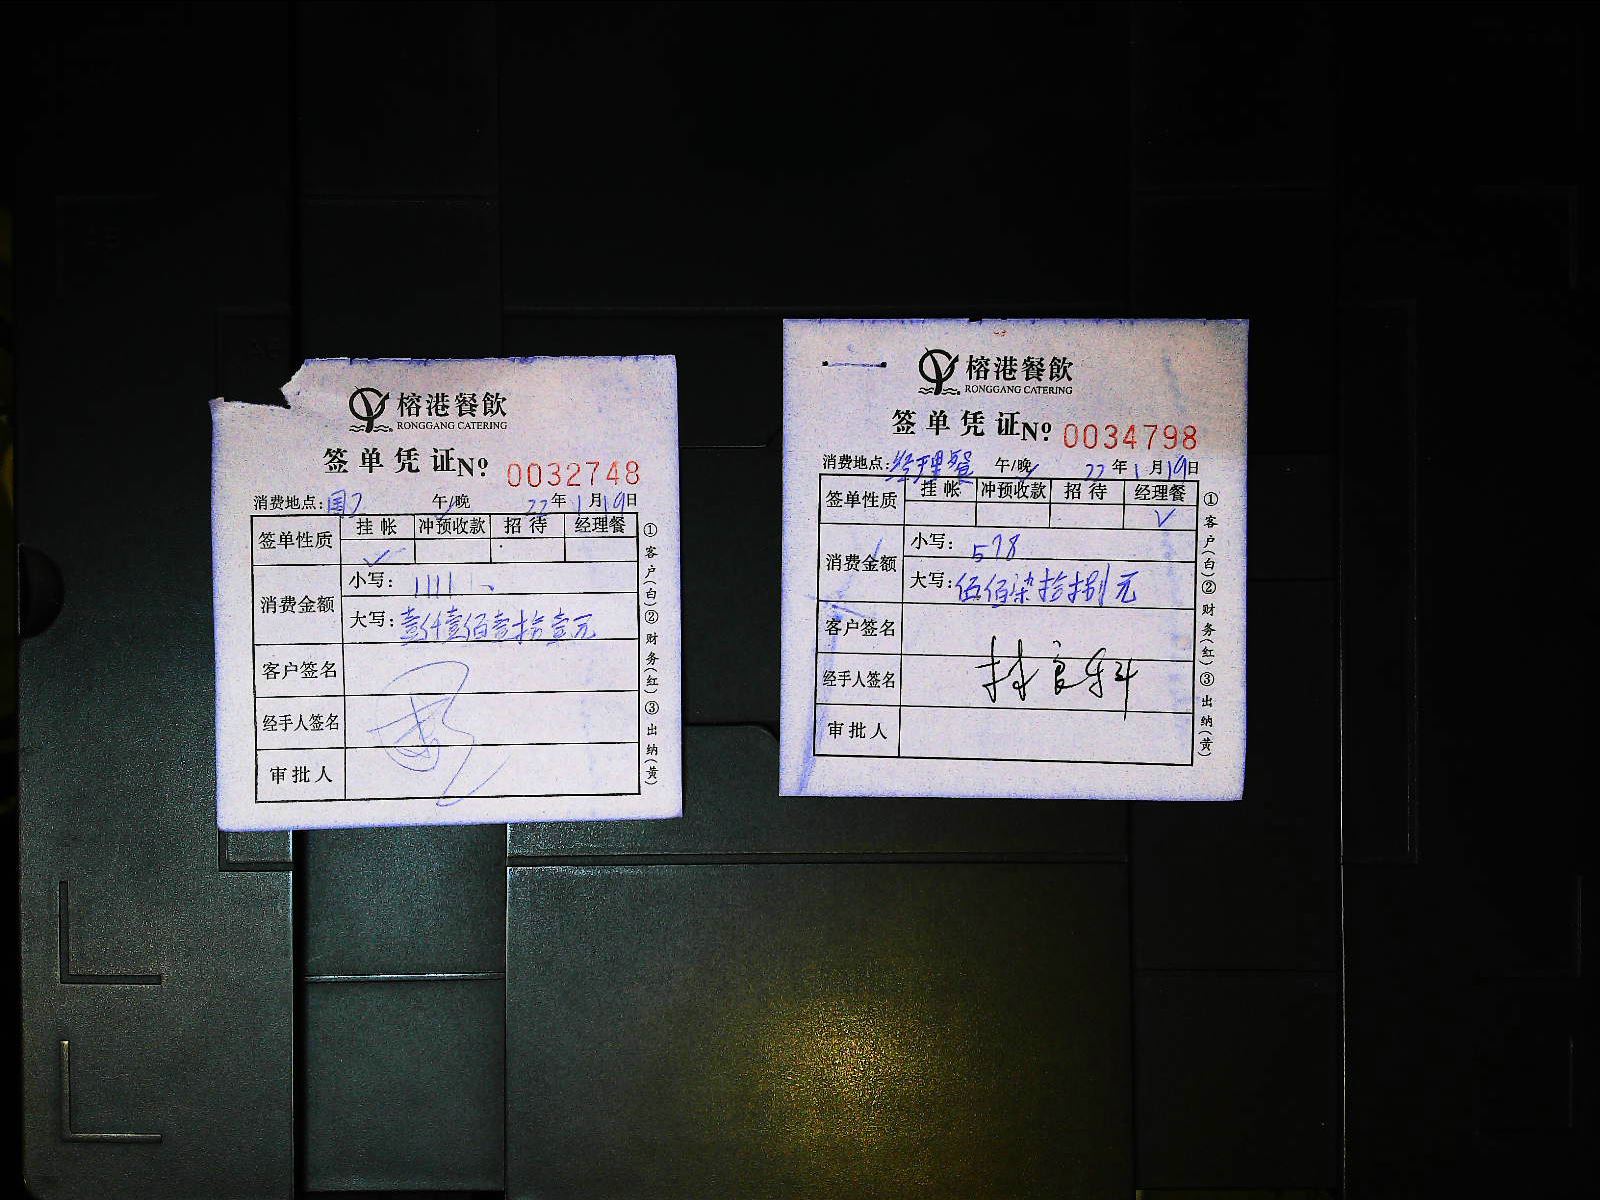 榕港餐飲
RONGGANG CATERING
签单凭证 Nº 0032748
消费地点: 国 午/晚 22年1月19日
签单性质 挂帐 冲预收款 招待 经理餐
✓
消费金额 小写: 1111
大写: 壹仟壹佰壹拾壹元
客户签名
经手人签名
审批人
①客户(白)②财务(红)③出纳(黄)
榕港餐飲
RONGGANG CATERING
签单凭证 Nº 0034798
消费地点: 经理餐 午/晚 22年1月19日
签单性质 挂帐 冲预收款 招待 经理餐
✓
消费金额 小写: 578
大写: 伍佰柒拾捌元
客户签名
经手人签名 林良科
审批人
①客户(白)②财务(红)③出纳(黄)